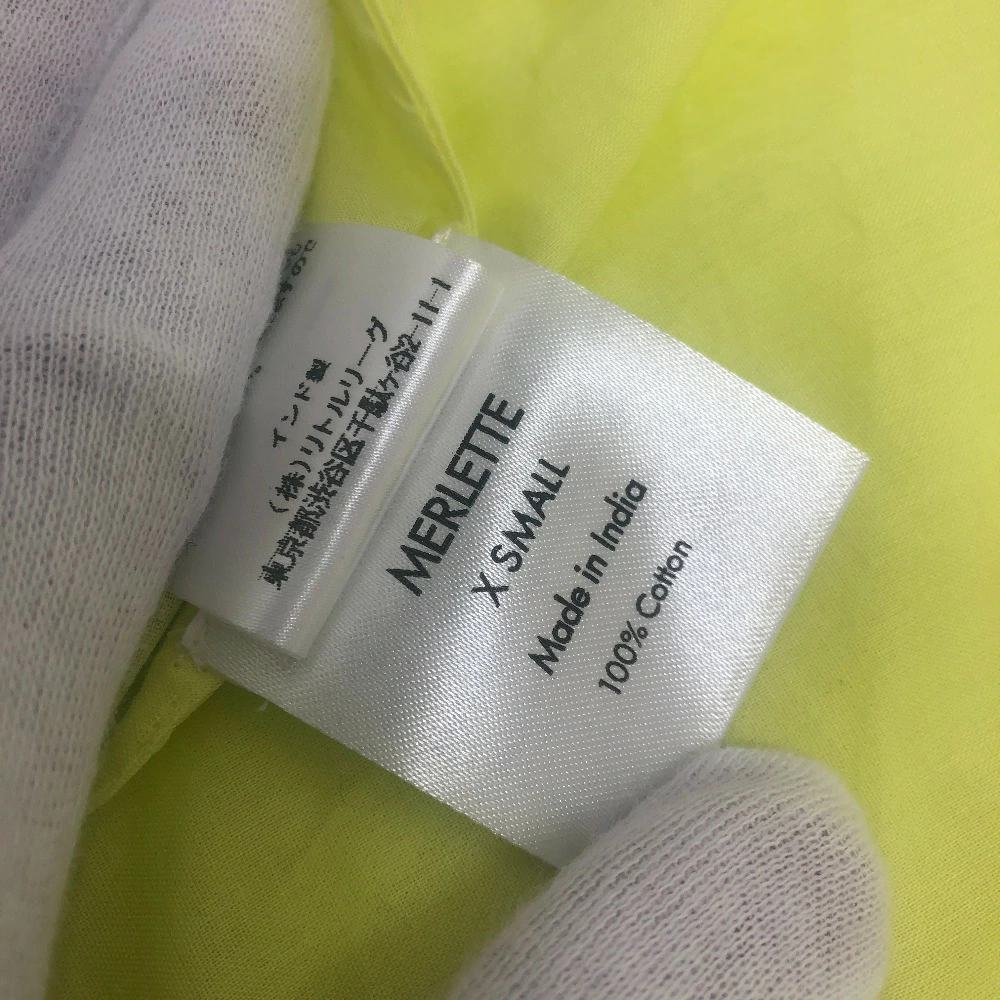 インド製
(株)リトルリーグ
東京都渋谷区千駄ヶ谷2-11-1
MERLETTE
X SMALL
Made in India
100% Cotton